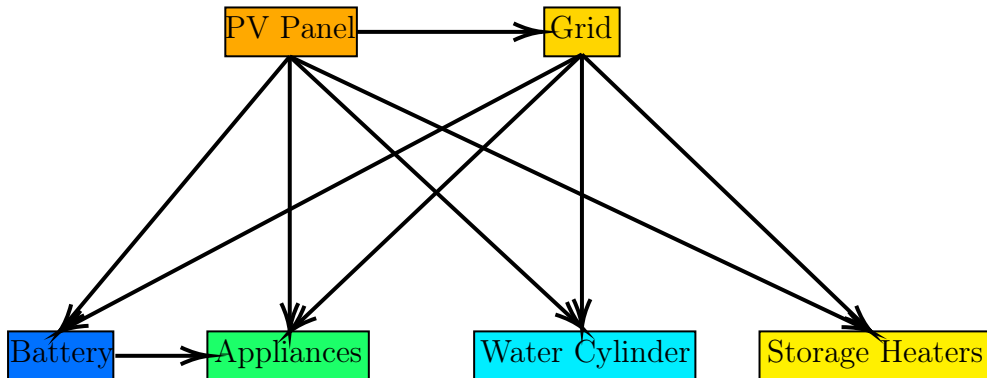 PV Panel
Grid
Battery
Appliances
Water Cylinder
Storage Heaters